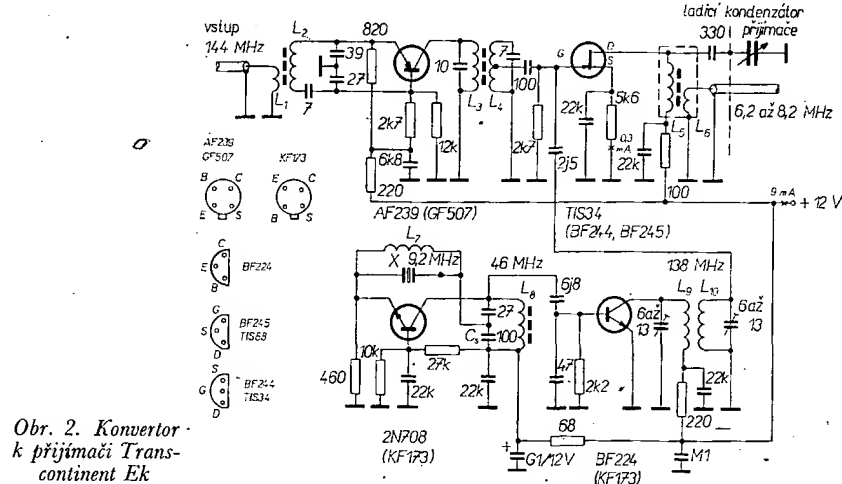 vstup
144 MHz
L1
L2
39
27
7
820
2k7
6k8
220
12k
AF239 (GF507)
10
L3
L4
7
100
2k7
G
D
S
22k
5k6
0,3 mA
2j5
TIS34
(BF244, BF245)
ladicí kondenzátor
přijímače
330
6,2 až 8,2 MHz
L5
L6
22k
100
9 mA
+ 12 V
AF239
GF507
B
C
E
S
KF173
E
C
B
S
C
E
B
BF224
G
S
D
BF245
TIS88
S
G
D
BF244
TIS34
L7
X
9,2 MHz
46 MHz
27
Cs
100
L8
460
10k
22k
27k
22k
2N708
(KF173)
6j8
47
2k2
G1/12V
68
BF224
(KF173)
138 MHz
L9
L10
6 až
13
6 až
13
22k
220
M1
Obr. 2. Konvertor
k přijímači Trans-
continent Ek